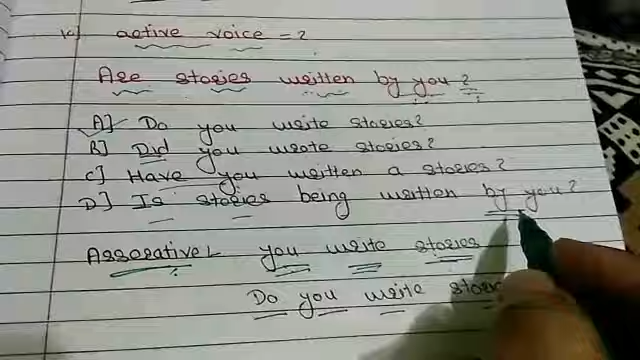 K) active voice = ?
Are stories written by you?
A] Do you write stories?
B] Did you wrote stories?
C] Have you written a stories?
D] Is stories being written by you?
Asserative:- you write stories
Do you write